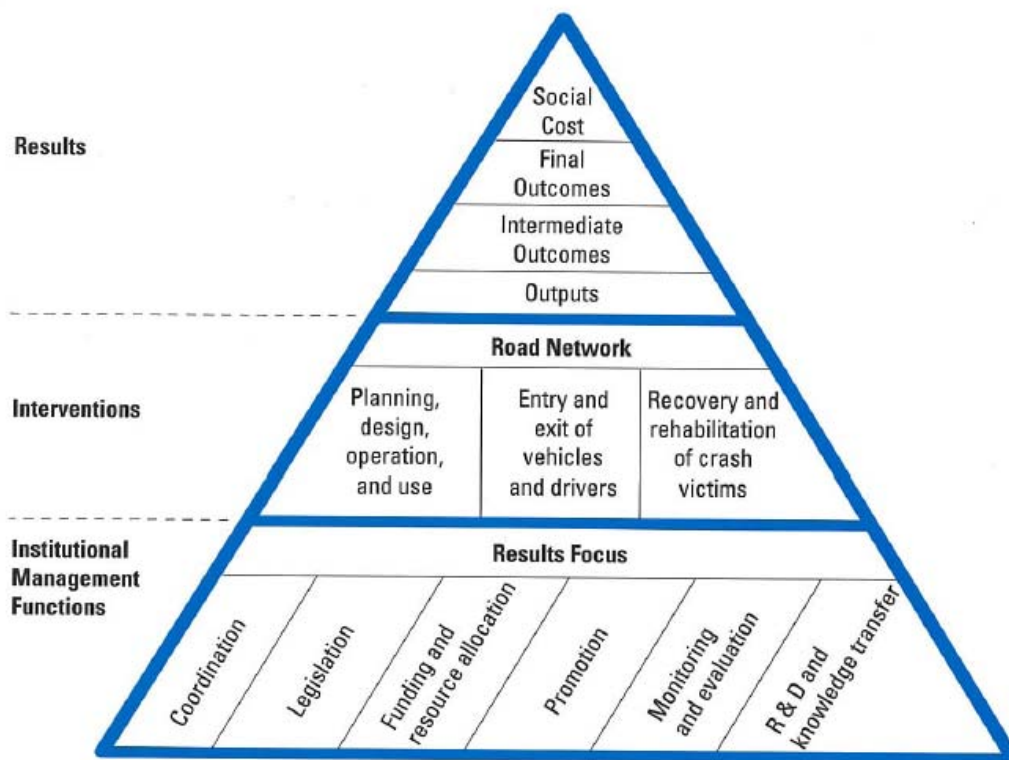 Results
Social
Cost
Final
Outcomes
Intermediate
Outcomes
Outputs
Interventions
Road Network
Planning,
design,
operation,
and use
Entry and
exit of
vehicles
and drivers
Recovery and
rehabilitation
of crash
victims
Institutional
Management
Functions
Results Focus
Coordination
Legislation
Funding and
resource allocation
Promotion
Monitoring
and evaluation
R & D and
knowledge transfer